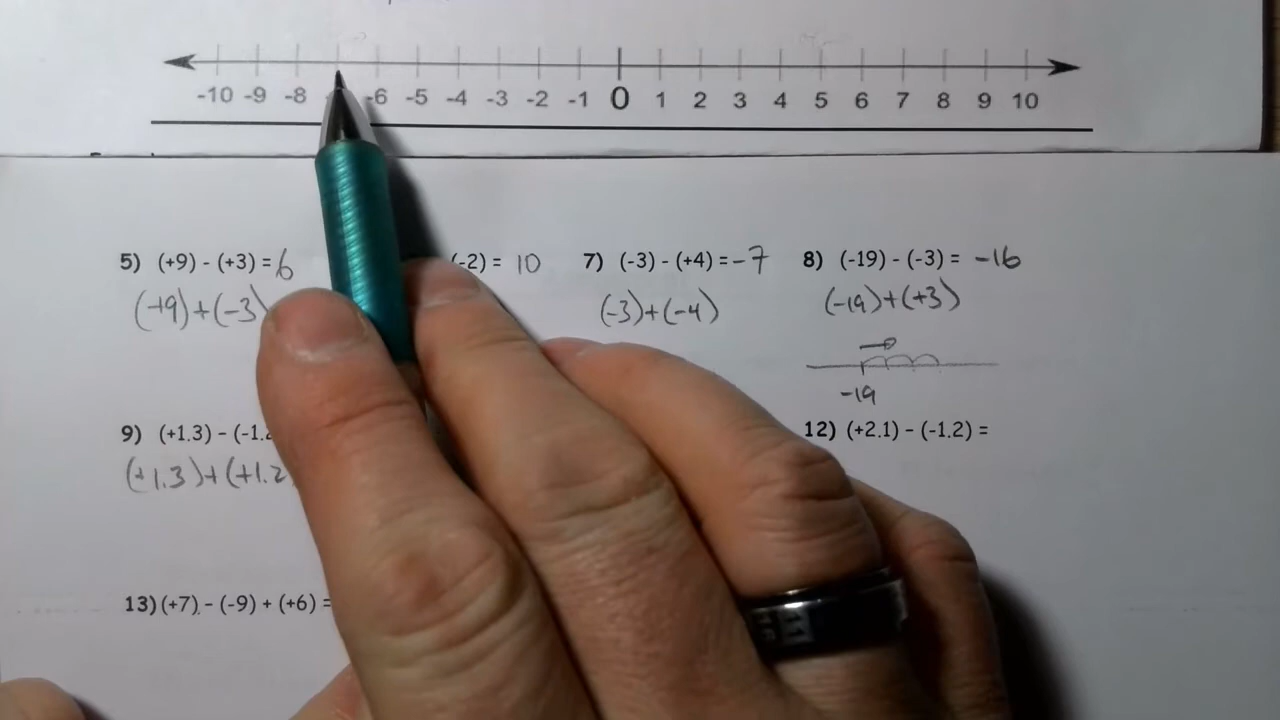 -10 -9 -8 -6 -5 -4 -3 -2 -1 0 1 2 3 4 5 6 7 8 9 10
5) (+9) - (+3) = 6 (-2) = 10 7) (-3) - (+4) = -7 8) (-19) - (-3) = -16
(+9)+(-3) (-3)+(-4) (-19)+(+3)
-19
9) (+1.3) - (-1.2 12) (+2.1) - (-1.2) =
(+1.3)+(+1.2
13) (+7) - (-9) + (+6) =